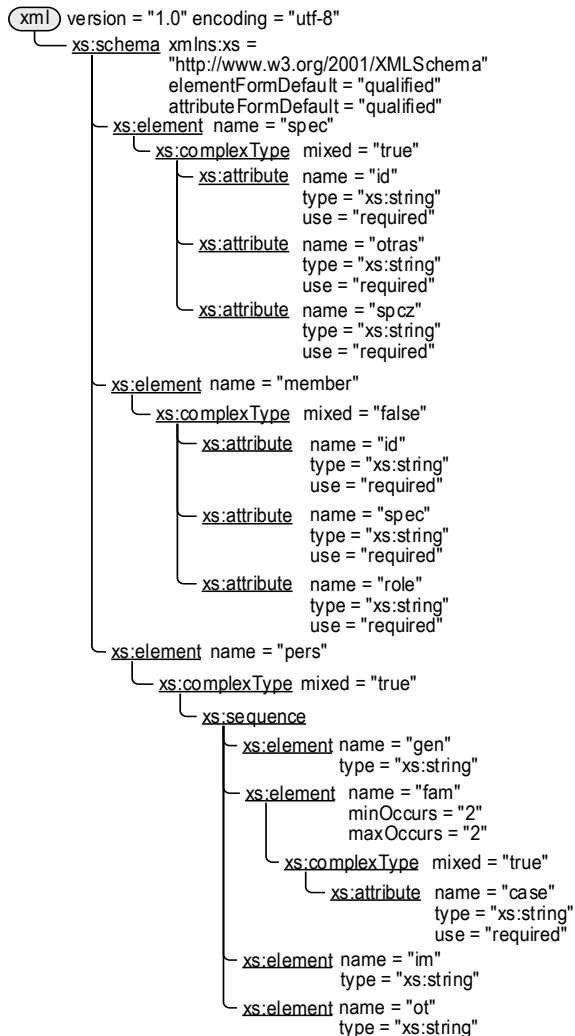 xml version = "1.0" encoding = "utf-8"
xs:schema xmlns:xs =
"http://www.w3.org/2001/XMLSchema"
elementFormDefault = "qualified"
attributeFormDefault = "qualified"
xs:element name = "spec"
xs:complexType mixed = "true"
xs:attribute name = "id"
type = "xs:string"
use = "required"
xs:attribute name = "otras"
type = "xs:string"
use = "required"
xs:attribute name = "spcz"
type = "xs:string"
use = "required"
xs:element name = "member"
xs:complexType mixed = "false"
xs:attribute name = "id"
type = "xs:string"
use = "required"
xs:attribute name = "spec"
type = "xs:string"
use = "required"
xs:attribute name = "role"
type = "xs:string"
use = "required"
xs:element name = "pers"
xs:complexType mixed = "true"
xs:sequence
xs:element name = "gen"
type = "xs:string"
xs:element name = "fam"
minOccurs = "2"
maxOccurs = "2"
xs:complexType mixed = "true"
xs:attribute name = "case"
type = "xs:string"
use = "required"
xs:element name = "im"
type = "xs:string"
xs:element name = "ot"
type = "xs:string"